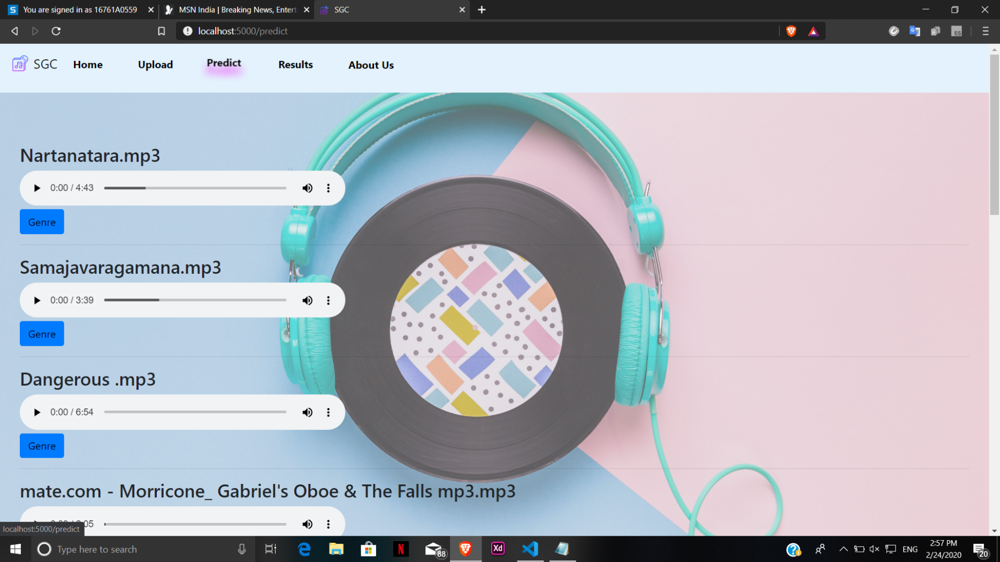 You are signed in as 16761A0559
MSN India | Breaking News, Entert
SGC
localhost:5000/predict
SGC
Home
Upload
Predict
Results
About Us
Nartanatara.mp3
0:00 / 4:43
Genre
Samajavaragamana.mp3
0:00 / 3:39
Genre
Dangerous .mp3
0:00 / 6:54
Genre
mate.com - Morricone_ Gabriel's Oboe & The Falls mp3.mp3
localhost:5000/predict
Type here to search
88
Xd
ENG
2:57 PM
2/24/2020
20